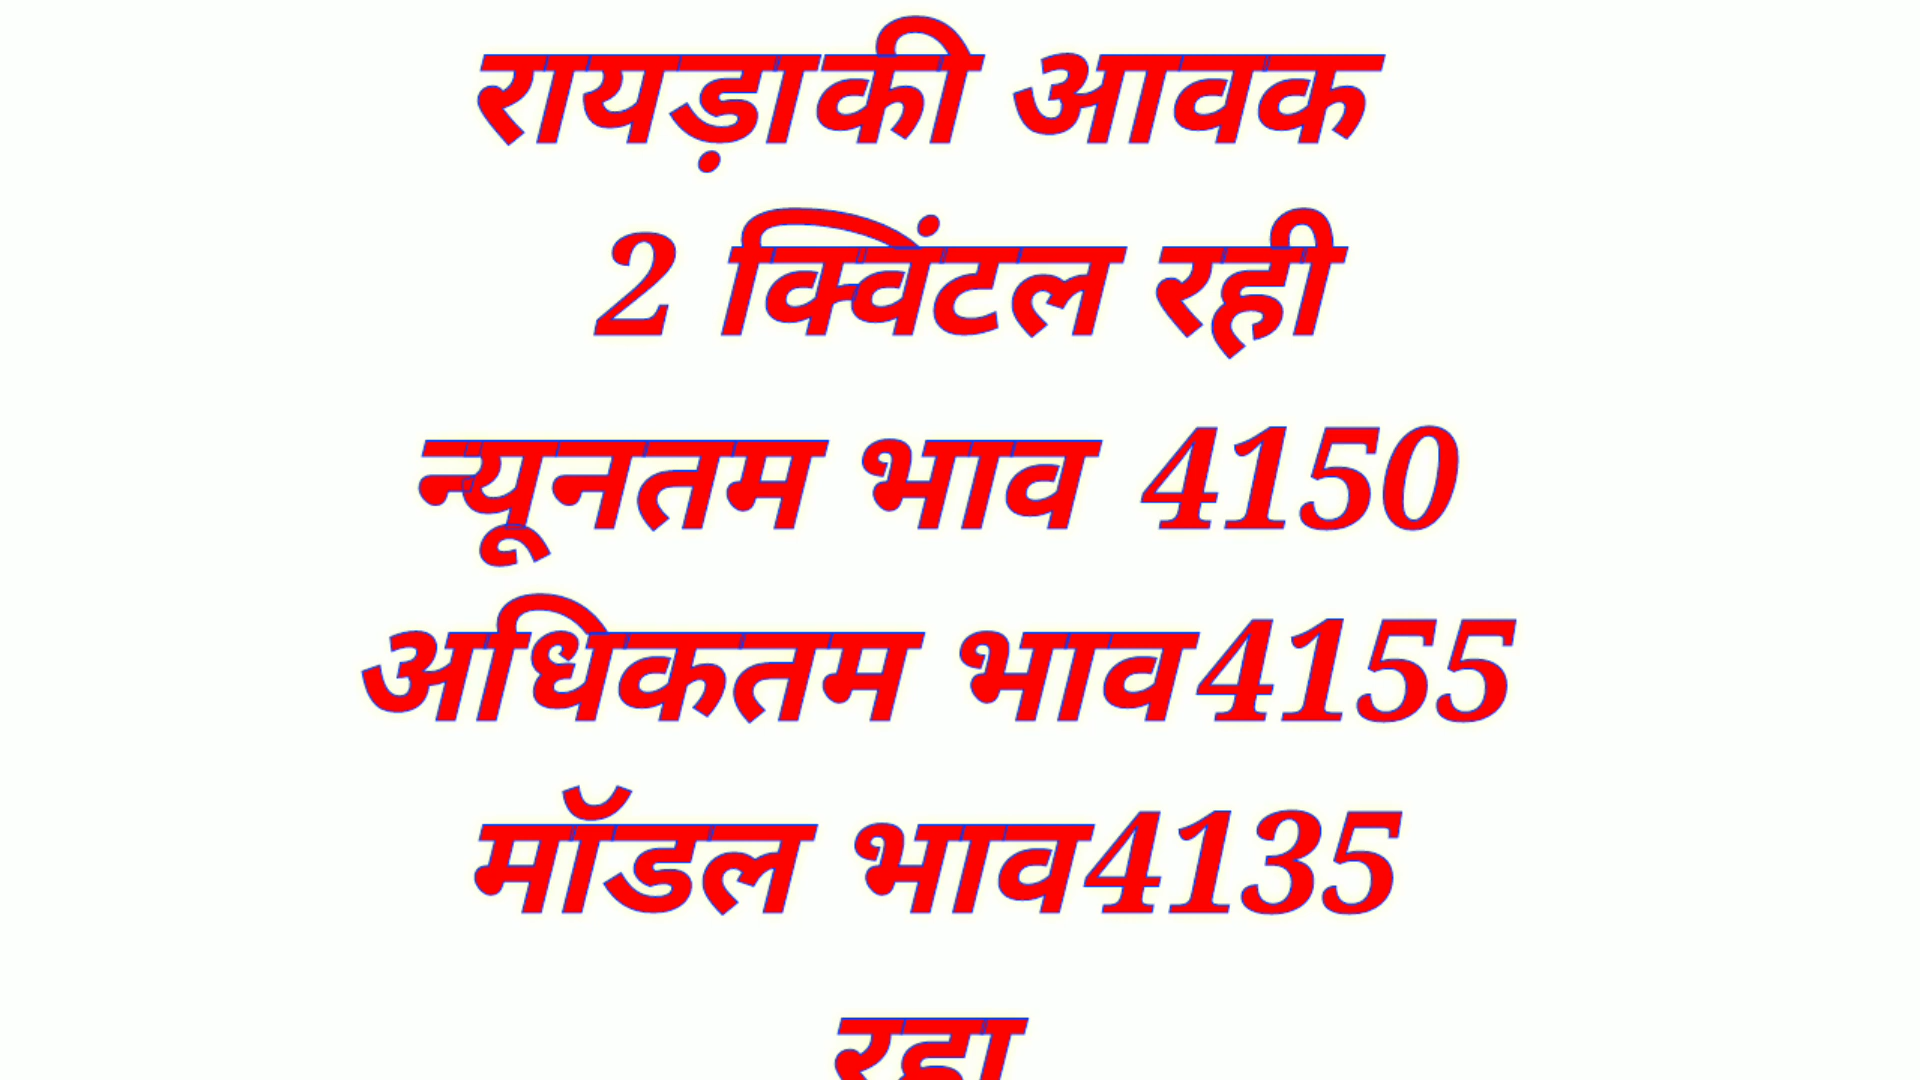 रायड़ाकी आवक
2 क्विंटल रही
न्यूनतम भाव 4150
अधिकतम भाव4155
मॉडल भाव4135
रहा